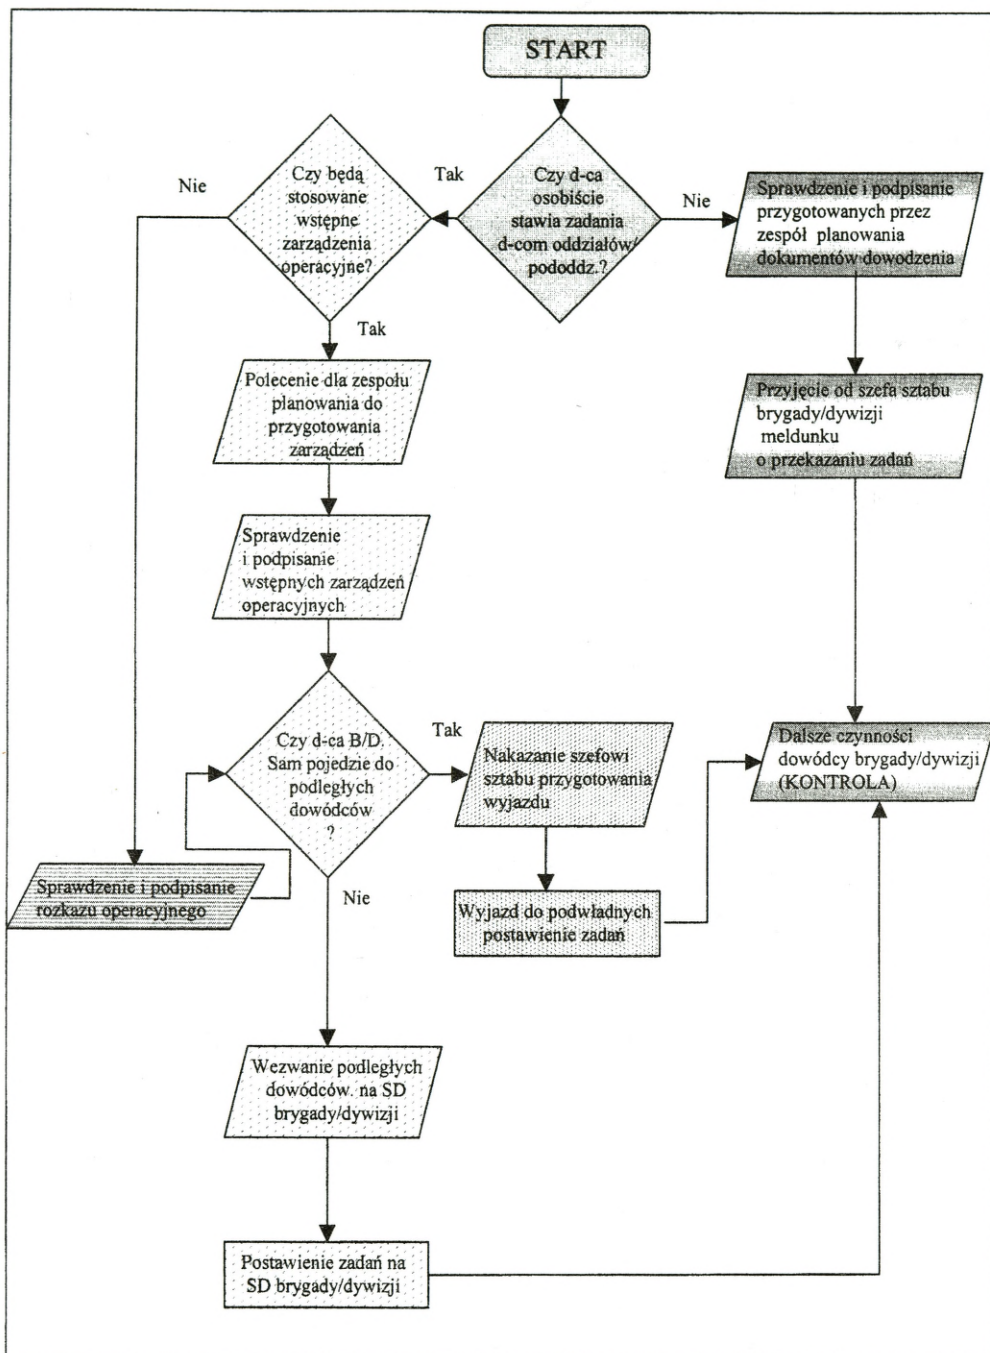 START
Czy d-ca
osobiście
stawia zadania
d-com oddziałów/
pododdz.?
Tak
Nie
Czy będą
stosowane
wstępne
zarządzenia
operacyjne?
Nie
Tak
Sprawdzenie i podpisanie
przygotowanych przez
zespół planowania
dokumentów dowodzenia
Polecenie dla zespołu
planowania do
przygotowania
zarządzeń
Przyjęcie od szefa sztabu
brygady/dywizji
meldunku
o przekazaniu zadań
Sprawdzenie
i podpisanie
wstępnych zarządzeń
operacyjnych
Czy d-ca B/D.
Sam pojedzie do
podległych
dowódców
?
Tak
Nie
Nakazanie szefowi
sztabu przygotowania
wyjazdu
Dalsze czynności
dowódcy brygady/dywizji
(KONTROLA)
Sprawdzenie i podpisanie
rozkazu operacyjnego
Wyjazd do podwładnych
postawienie zadań
Wezwanie podległych
dowódców. na SD
brygady/dywizji
Postawienie zadań na
SD brygady/dywizji